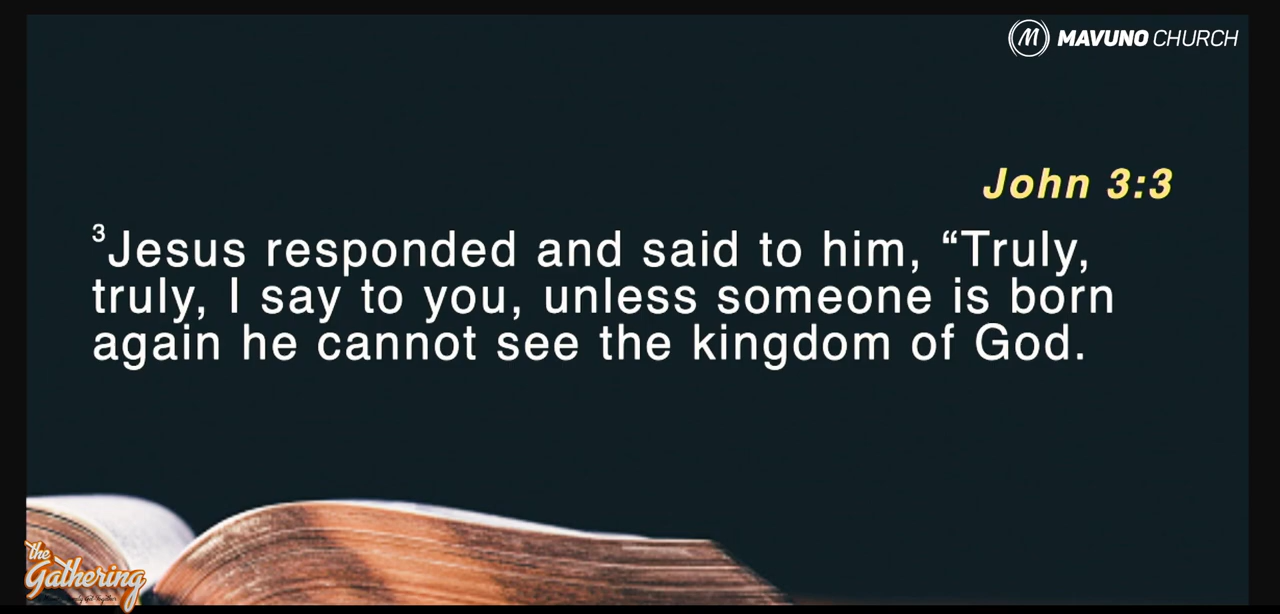 MAVUNO CHURCH
John 3:3
3Jesus responded and said to him, “Truly,
truly, I say to you, unless someone is born
again he cannot see the kingdom of God.
the
Gathering